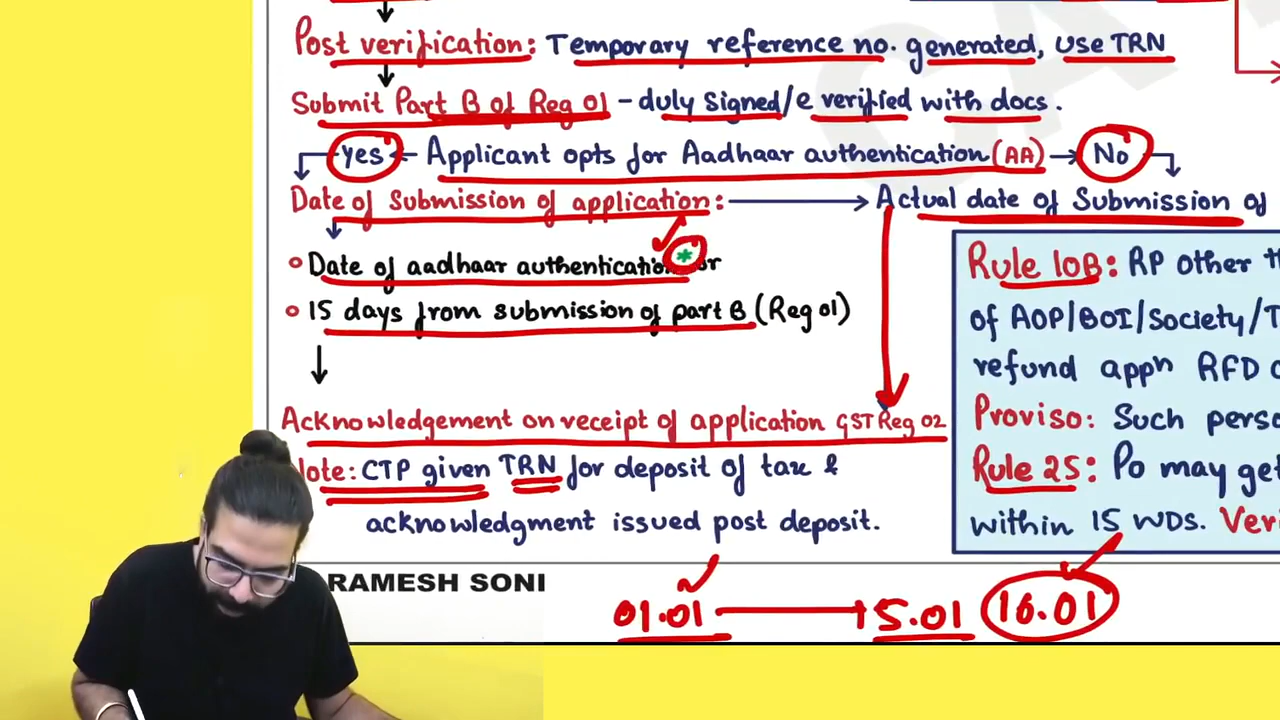 Post verification: Temporary reference no. generated, use TRN
Submit Part B of Reg 01 - duly signed/e verified with docs.
yes ← Applicant opts for Aadhaar authentication (AA) → No
Date of Submission of application: → Actual date of Submission of
• Date of aadhaar authentication * or
• 15 days from submission of part B (Reg 01)
Acknowledgement on receipt of application GST Reg 02
Note: CTP given TRN for deposit of tax &
acknowledgment issued post deposit.
Rule 10B: RP other
of AOP/BOI/Society/T
refund appn RFD
Proviso: Such
Rule 25: Po may get
within 15 WDs.
RAMESH SONI
01.01 → 15.01 16.01